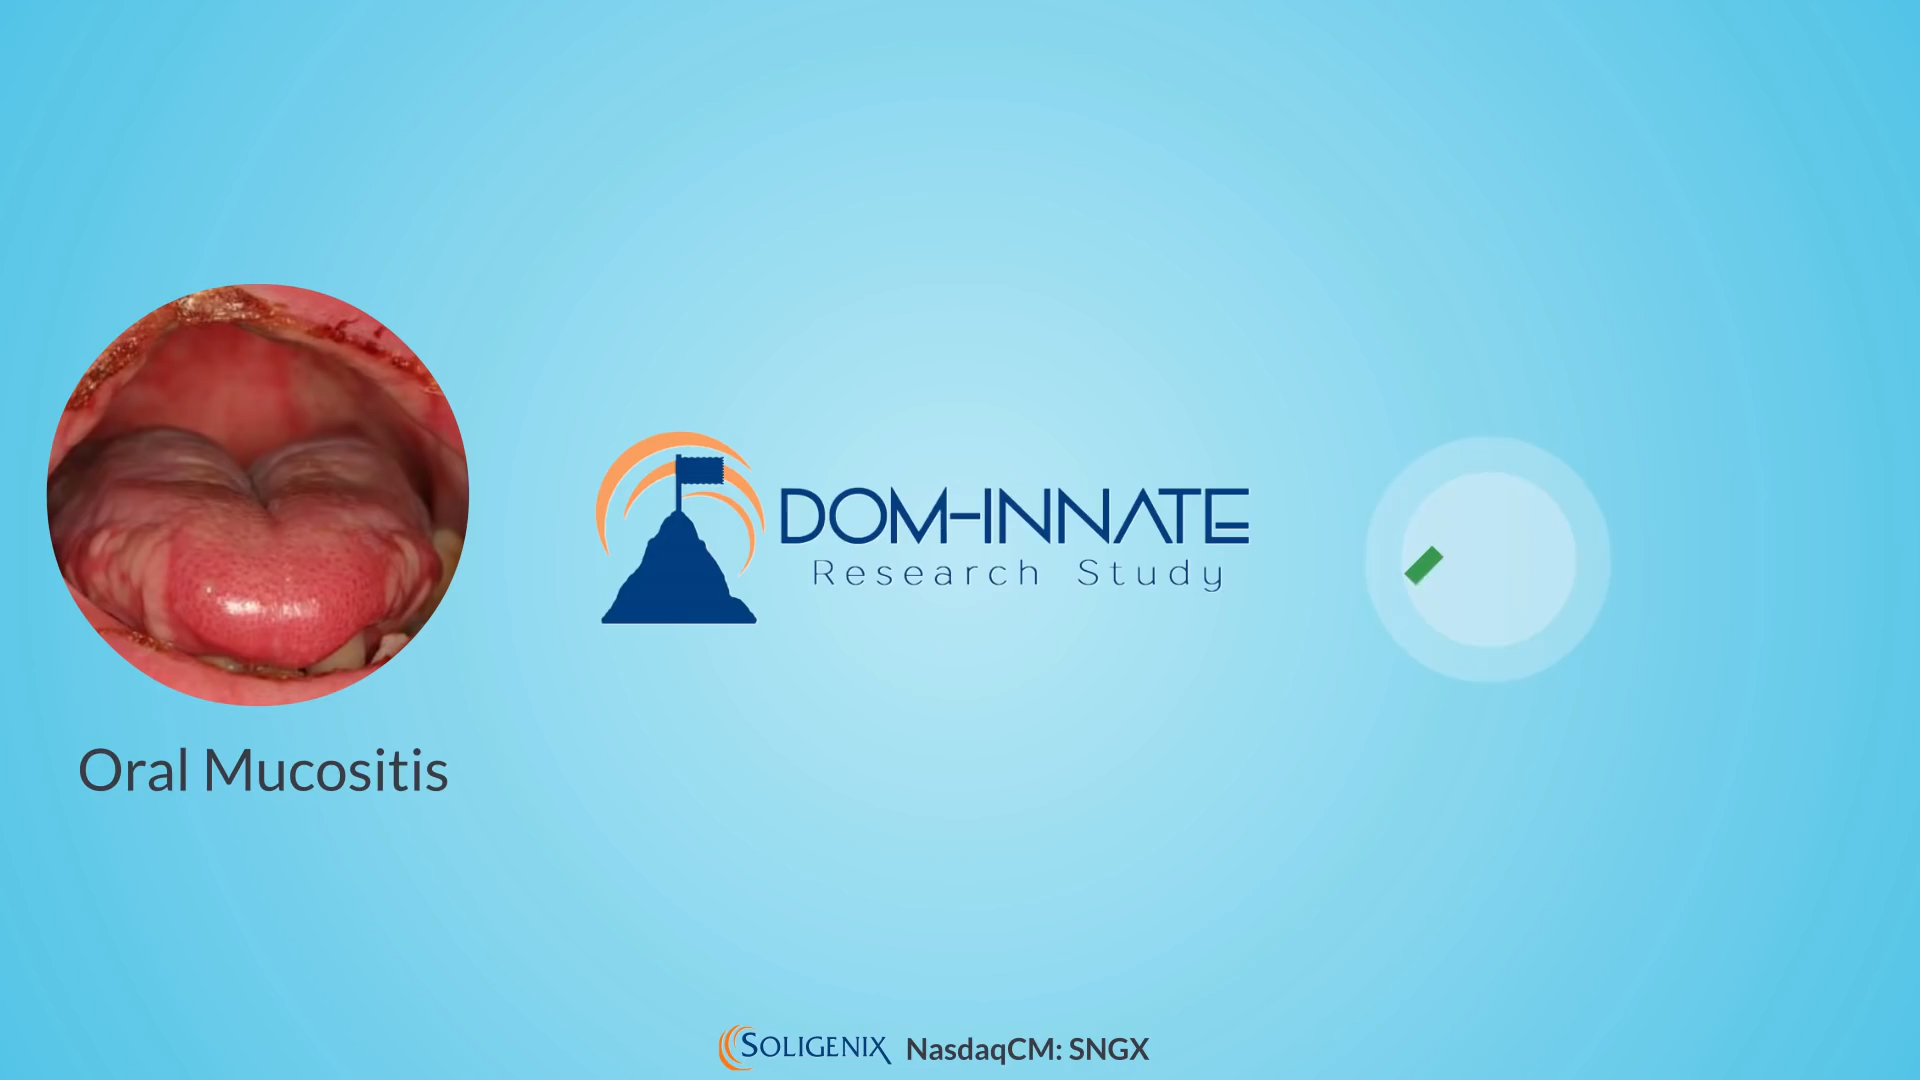 DOM-INNATE
Research Study
Oral Mucositis
SOLIGENIX NasdaqCM: SNGX